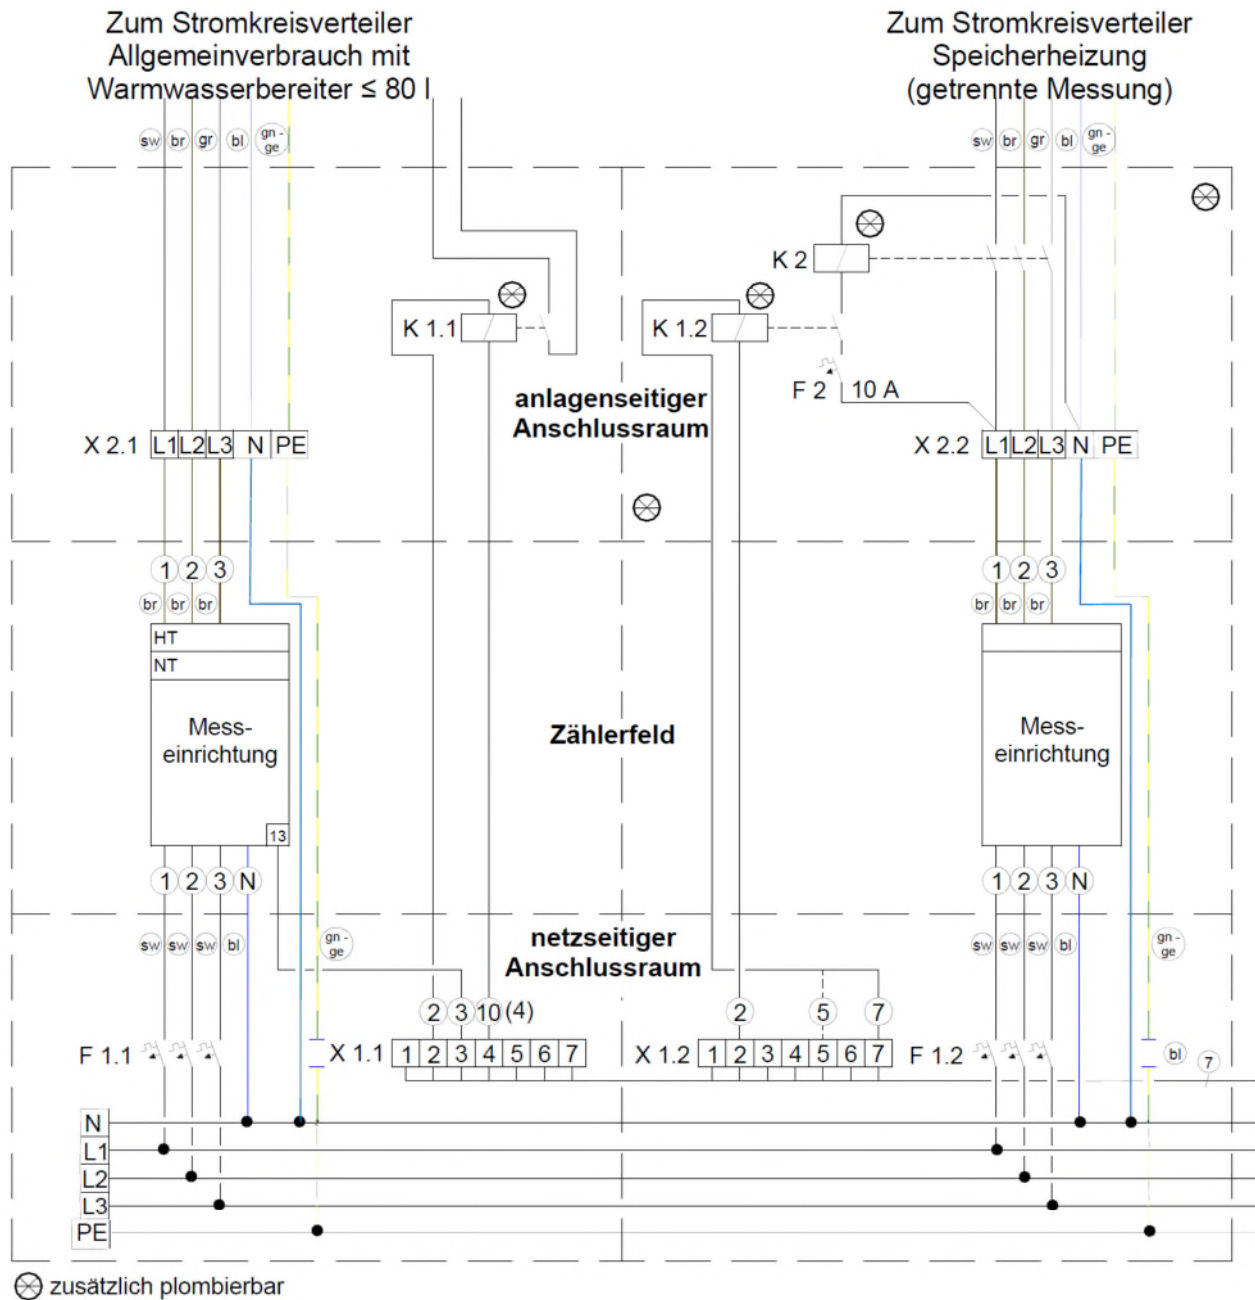 Zum Stromkreisverteiler
Allgemeinverbrauch mit
Warmwasserbereiter ≤ 80 l
Zum Stromkreisverteiler
Speicherheizung
(getrennte Messung)
sw br gr bl gn - ge
sw br gr bl gn - ge
K 2
K 1.1
K 1.2
F 2 10 A
anlagenseitiger
Anschlussraum
X 2.1 L1 L2 L3 N PE
X 2.2 L1 L2 L3 N PE
1 2 3
br br br
1 2 3
br br br
HT
NT
Mess-
einrichtung
13
Zählerfeld
Mess-
einrichtung
1 2 3 N
1 2 3 N
sw sw sw bl gn - ge
netzseitiger
Anschlussraum
sw sw sw bl gn - ge
2 3 10 (4)
2 5 7
F 1.1
X 1.1 1 2 3 4 5 6 7
X 1.2 1 2 3 4 5 6 7
F 1.2
bl
7
N
L1
L2
L3
PE
zusätzlich plombierbar